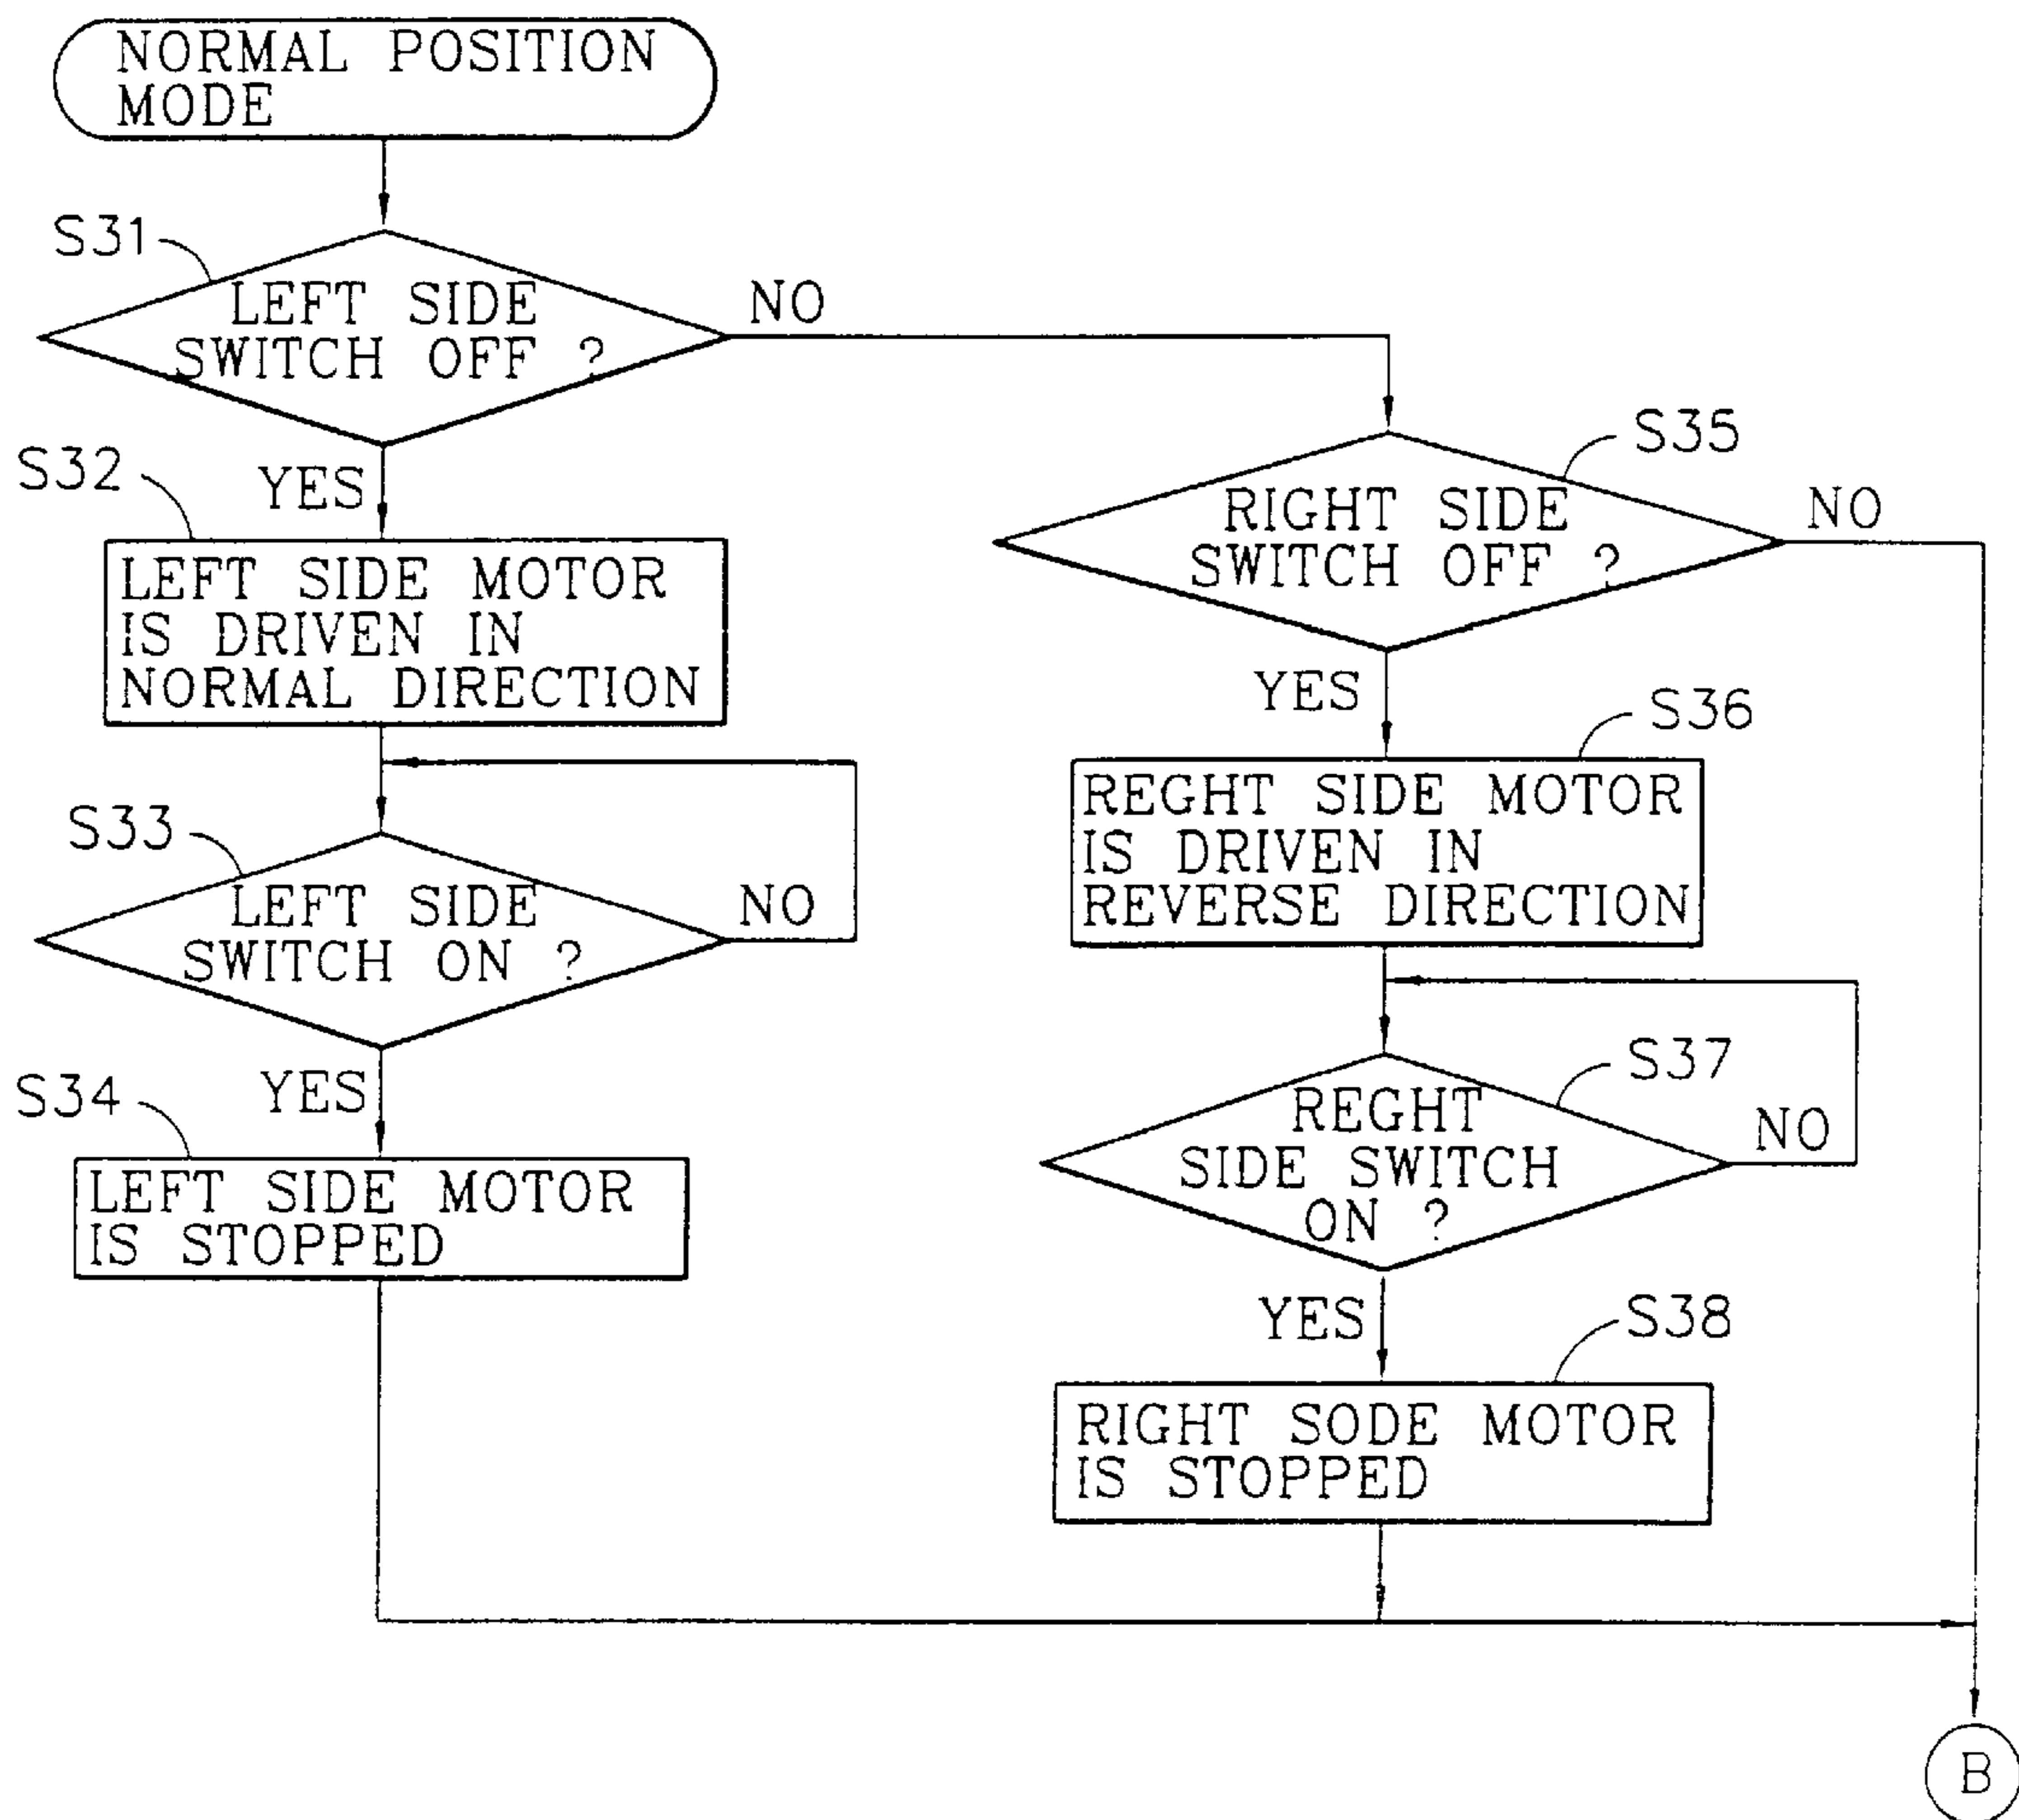 NORMAL POSITION
MODE
S31
LEFT SIDE
SWITCH OFF ?
NO
YES
S32
LEFT SIDE MOTOR
IS DRIVEN IN
NORMAL DIRECTION
S33
LEFT SIDE
SWITCH ON ?
NO
YES
S34
LEFT SIDE MOTOR
IS STOPPED
S35
RIGHT SIDE
SWITCH OFF ?
NO
YES
S36
REGHT SIDE MOTOR
IS DRIVEN IN
REVERSE DIRECTION
S37
REGHT
SIDE SWITCH
ON ?
NO
YES
S38
RIGHT SODE MOTOR
IS STOPPED
B